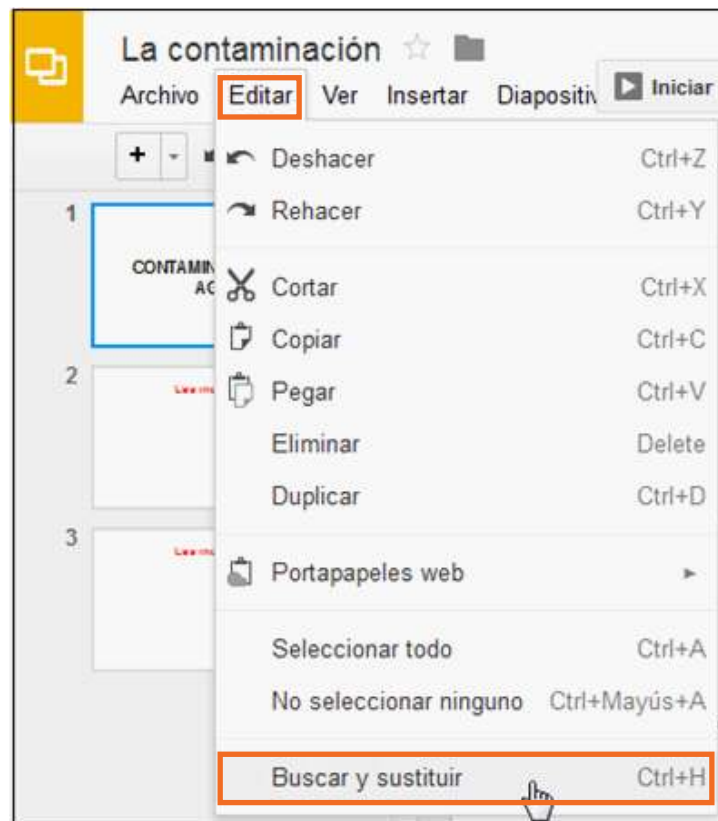 La contaminación
Archivo Editar Ver Insertar Diapositiv Iniciar
Deshacer Ctrl+Z
Rehacer Ctrl+Y
1
CONTAMIN
AG
Cortar Ctrl+X
Copiar Ctrl+C
2
Pegar Ctrl+V
Eliminar Delete
Duplicar Ctrl+D
3
Portapapeles web
Seleccionar todo Ctrl+A
No seleccionar ninguno Ctrl+Mayús+A
Buscar y sustituir Ctrl+H